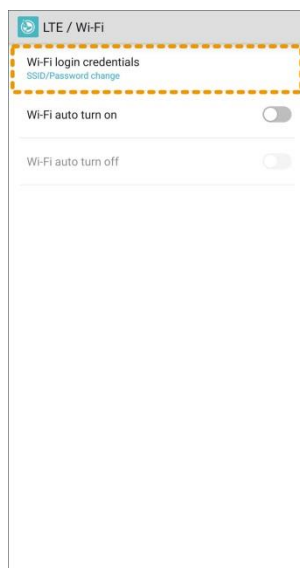 LTE / Wi-Fi
Wi-Fi login credentials
SSID/Password change
Wi-Fi auto turn on
Wi-Fi auto turn off